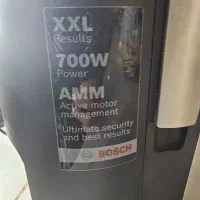 XXL
Results
700W
Power
AMM
Active motor
management
Ultimate security
and best results
BOSCH